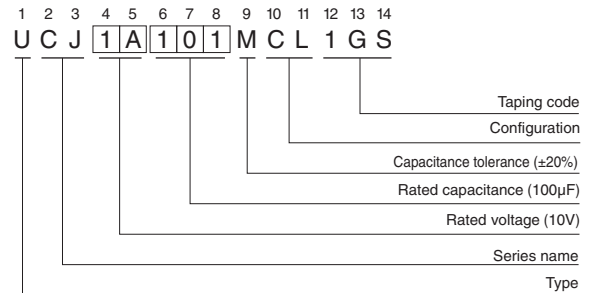 1 2 3 4 5 6 7 8 9 10 11 12 13 14
U C J 1 A 1 0 1 M C L 1 G S
Taping code
Configuration
Capacitance tolerance (±20%)
Rated capacitance (100µF)
Rated voltage (10V)
Series name
Type